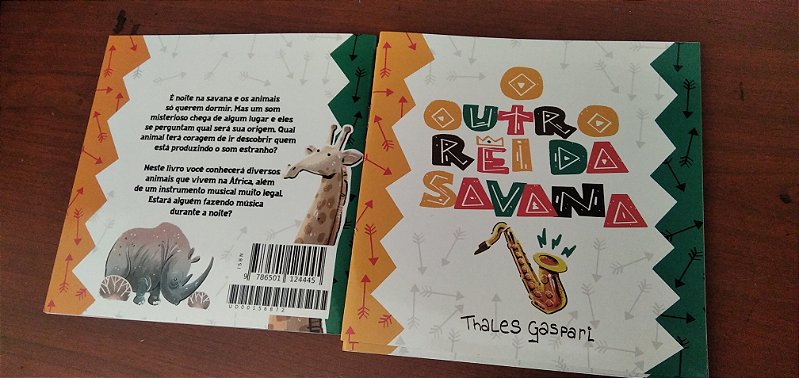 É noite na savana e os animais
só querem dormir. Mas um som
misterioso chega de algum lugar e eles
se perguntam qual será sua origem. Qual
animal terá coragem de ir descobrir quem
está produzindo o som estranho?
Neste livro você conhecerá diversos
animais que vivem na África, além
de um instrumento musical muito legal.
Estará alguém fazendo música
durante a noite?
ISBN
9 786501 124445
U000158872
O
OUTRO
REI DA
SAVANA
Thales Gaspari